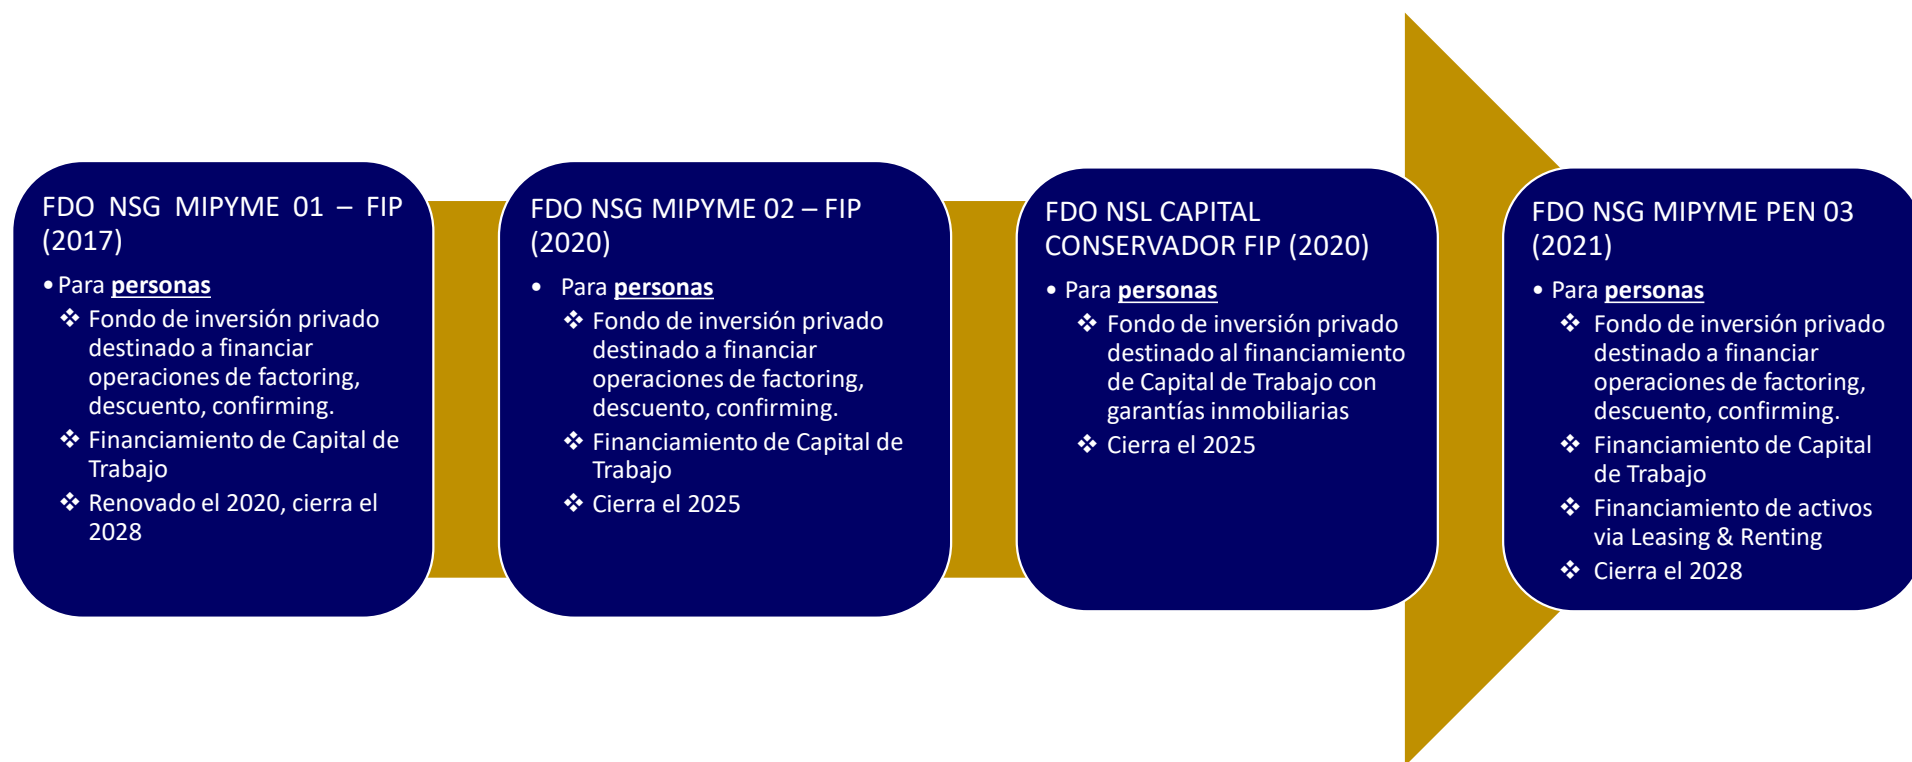 FDO NSG MIPYME 01 – FIP
(2017)
• Para personas
❖ Fondo de inversión privado
destinado a financiar
operaciones de factoring,
descuento, confirming.
❖ Financiamiento de Capital de
Trabajo
❖ Renovado el 2020, cierra el
2028
FDO NSG MIPYME 02 – FIP
(2020)
• Para personas
❖ Fondo de inversión privado
destinado a financiar
operaciones de factoring,
descuento, confirming.
❖ Financiamiento de Capital de
Trabajo
❖ Cierra el 2025
FDO NSL CAPITAL
CONSERVADOR FIP (2020)
• Para personas
❖ Fondo de inversión privado
destinado al financiamiento
de Capital de Trabajo con
garantías inmobiliarias
❖ Cierra el 2025
FDO NSG MIPYME PEN 03
(2021)
• Para personas
❖ Fondo de inversión privado
destinado a financiar
operaciones de factoring,
descuento, confirming.
❖ Financiamiento de Capital
de Trabajo
❖ Financiamiento de activos
via Leasing & Renting
❖ Cierra el 2028